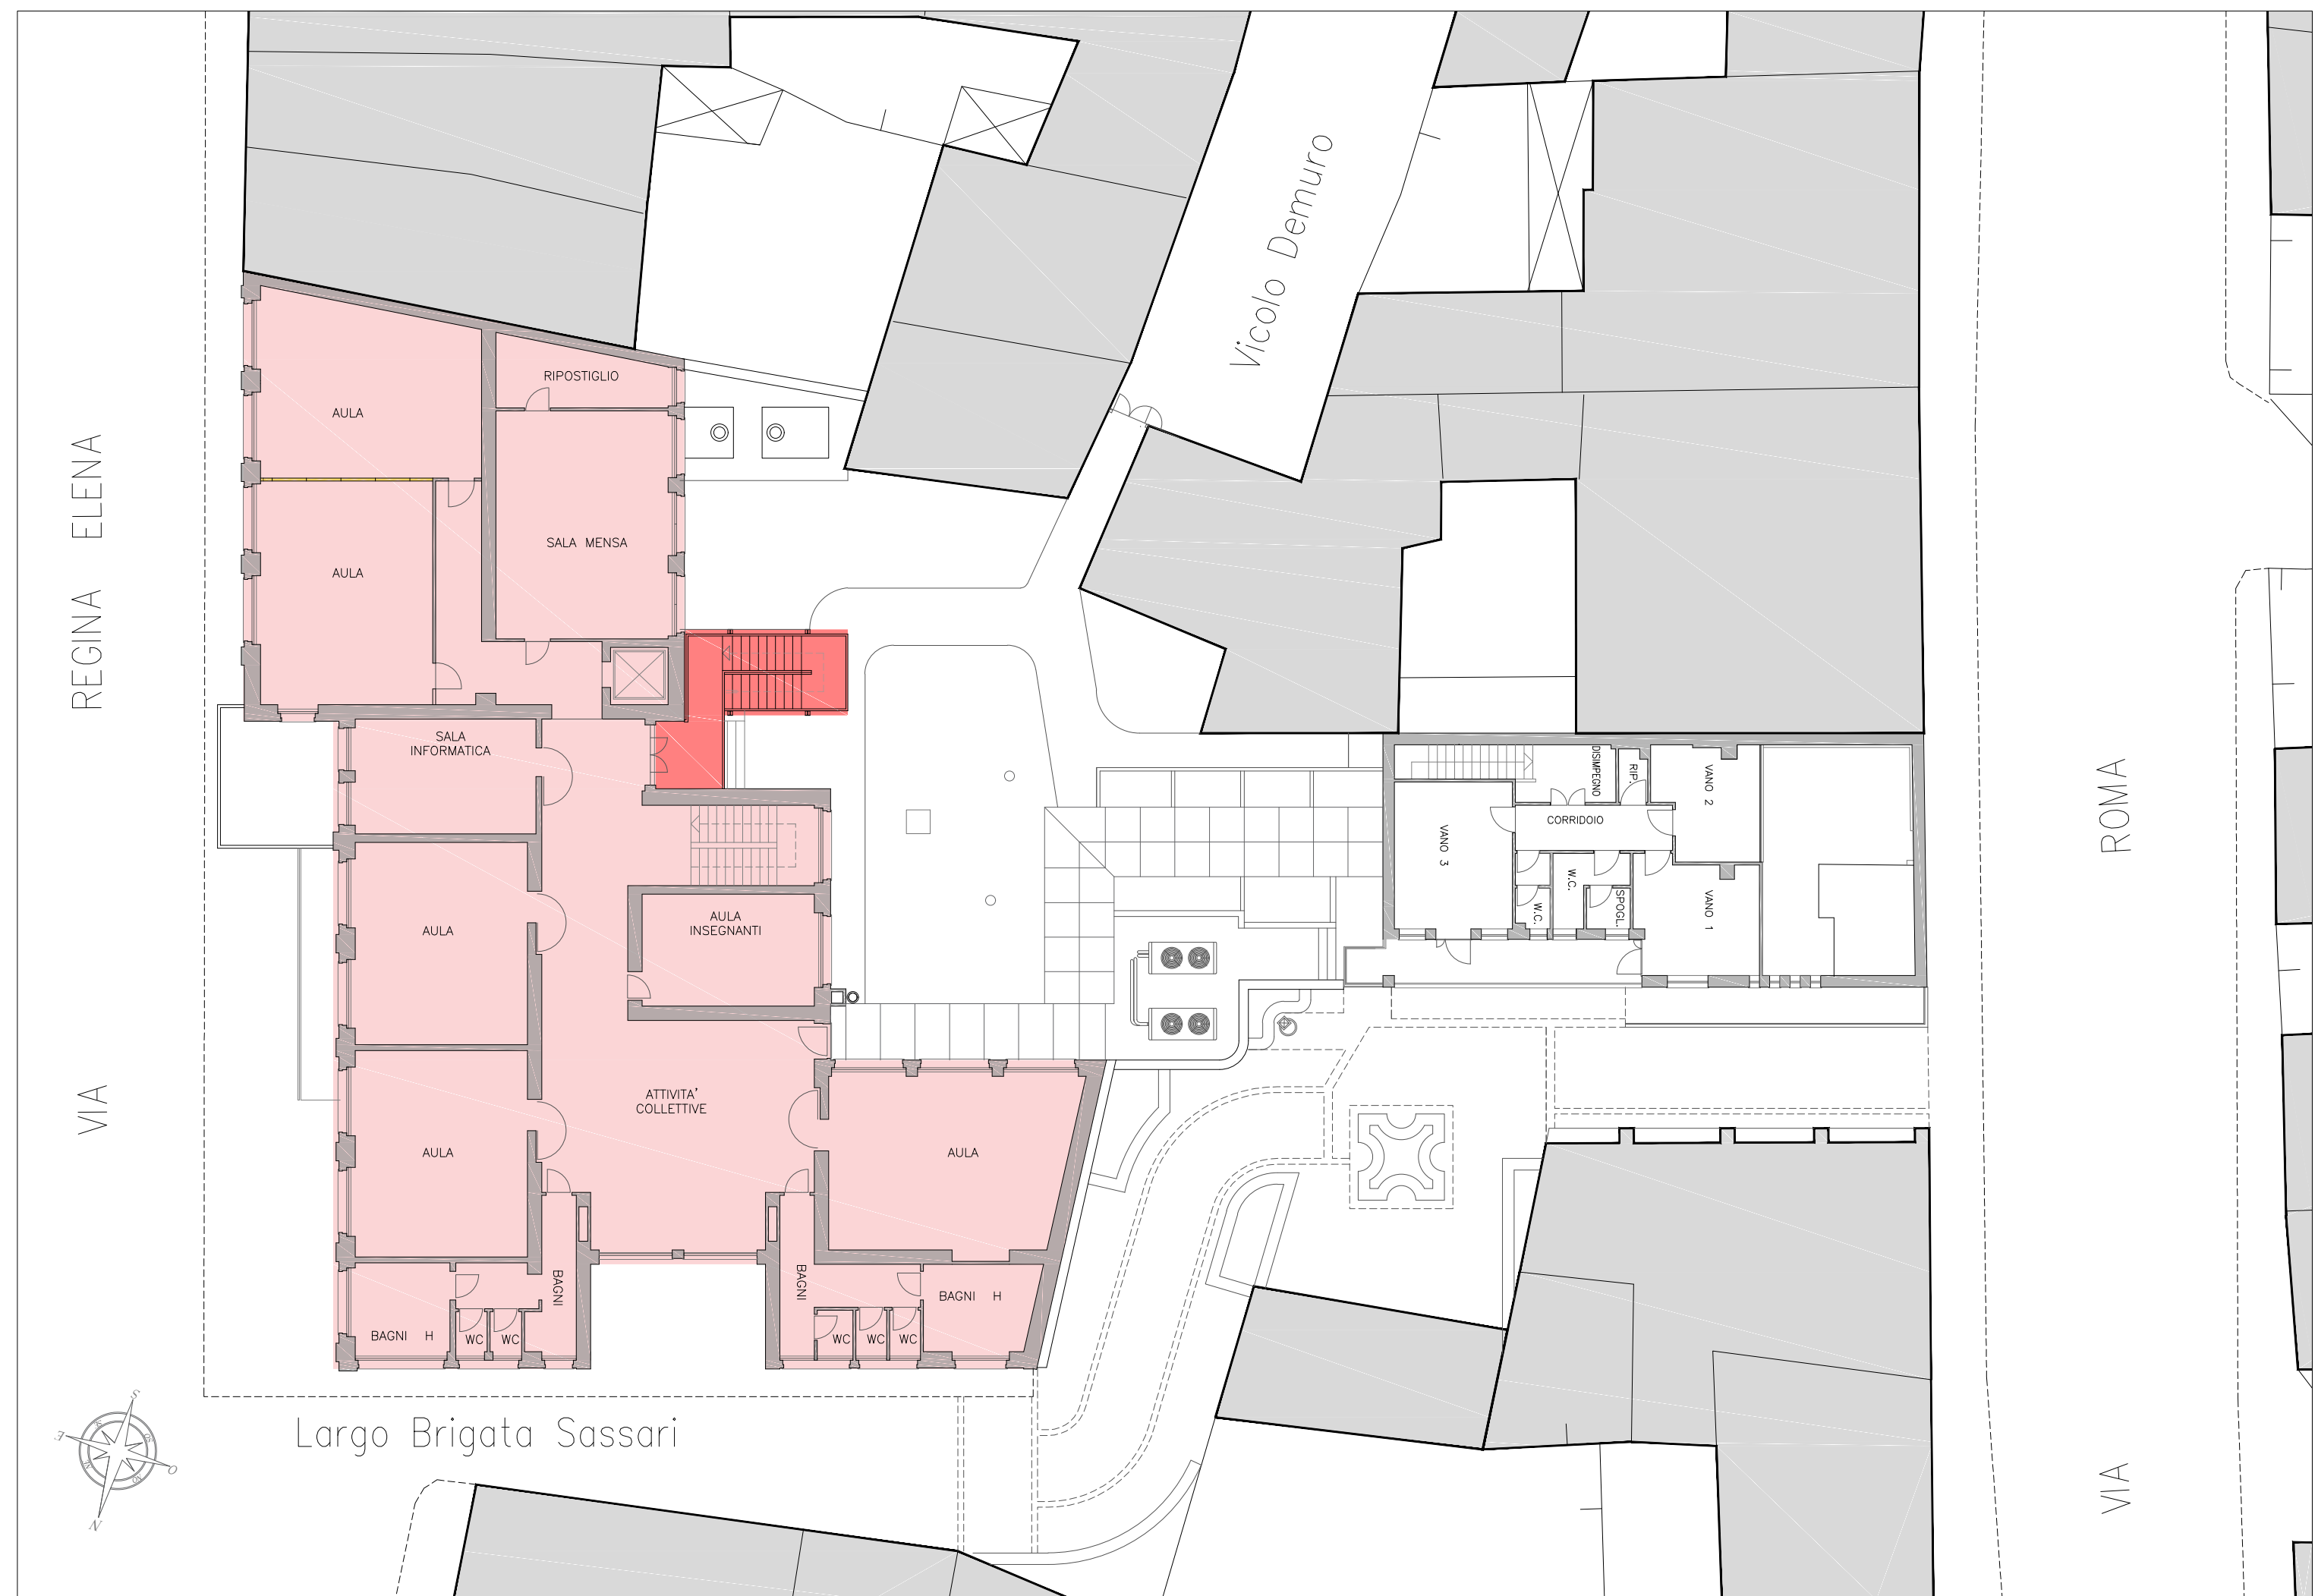 Vicolo Demuro
RIPOSTIGLIO
AULA
REGINA ELENA
VIA
SALA MENSA
AULA
SALA
INFORMATICA
AULA
INSEGNANTI
AULA
ATTIVITA'
COLLETTIVE
AULA
AULA
BAGNI
BAGNI
BAGNI H
BAGNI H
WC
WC
WC
WC
WC
DISIMPEGNO
RIP.
VANO 2
CORRIDOIO
VANO 3
W.C.
W.C.
SPOGL.
VANO 1
ROMA
VIA
Largo Brigata Sassari
S
E
O
N